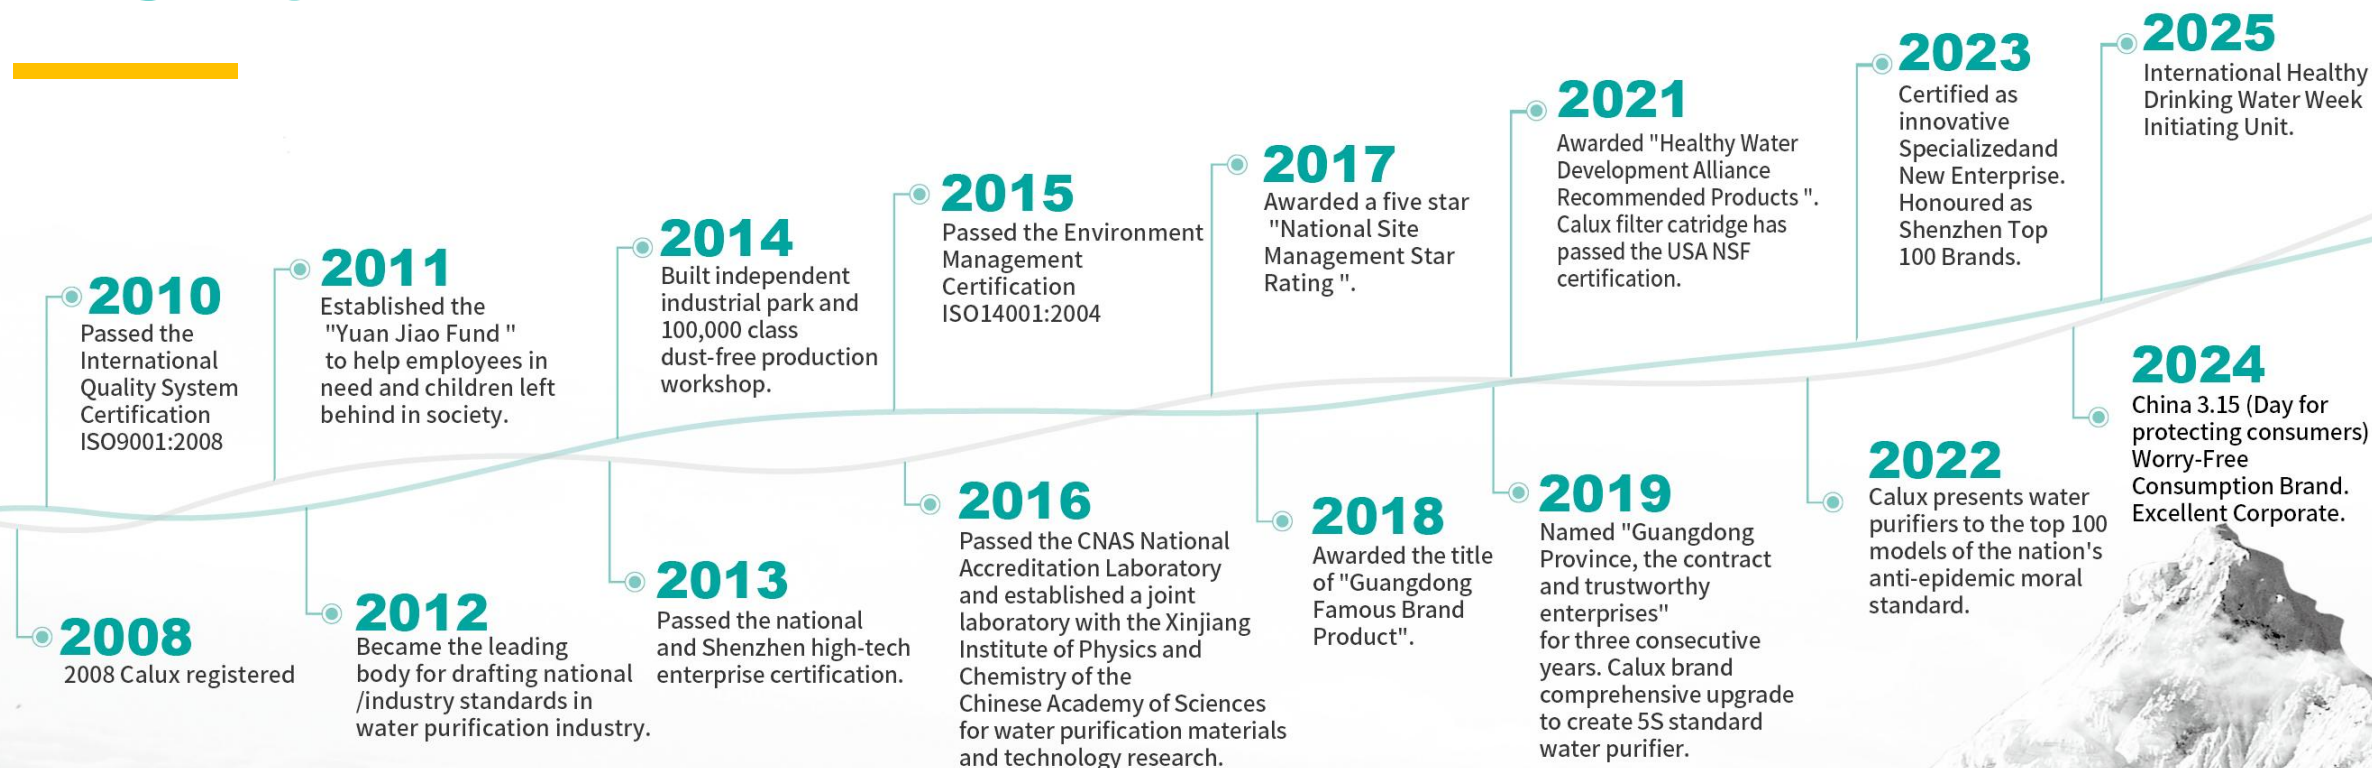 2008
2008 Calux registered
2010
Passed the
International
Quality System
Certification
ISO9001:2008
2011
Established the
"Yuan Jiao Fund "
to help employees in
need and children left
behind in society.
2012
Became the leading
body for drafting national
/industry standards in
water purification industry.
2013
Passed the national
and Shenzhen high-tech
enterprise certification.
2014
Built independent
industrial park and
100,000 class
dust-free production
workshop.
2015
Passed the Environment
Management
Certification
ISO14001:2004
2016
Passed the CNAS National
Accreditation Laboratory
and established a joint
laboratory with the Xinjiang
Institute of Physics and
Chemistry of the
Chinese Academy of Sciences
for water purification materials
and technology research.
2017
Awarded a five star
"National Site
Management Star
Rating ".
2018
Awarded the title
of "Guangdong
Famous Brand
Product".
2019
Named "Guangdong
Province, the contract
and trustworthy
enterprises"
for three consecutive
years. Calux brand
comprehensive upgrade
to create 5S standard
water purifier.
2021
Awarded "Healthy Water
Development Alliance
Recommended Products ".
Calux filter catridge has
passed the USA NSF
certification.
2022
Calux presents water
purifiers to the top 100
models of the nation's
anti-epidemic moral
standard.
2023
Certified as
innovative
Specializedand
New Enterprise.
Honoured as
Shenzhen Top
100 Brands.
2024
China 3.15 (Day for
protecting consumers)
Worry-Free
Consumption Brand.
Excellent Corporate.
2025
International Healthy
Drinking Water Week
Initiating Unit.